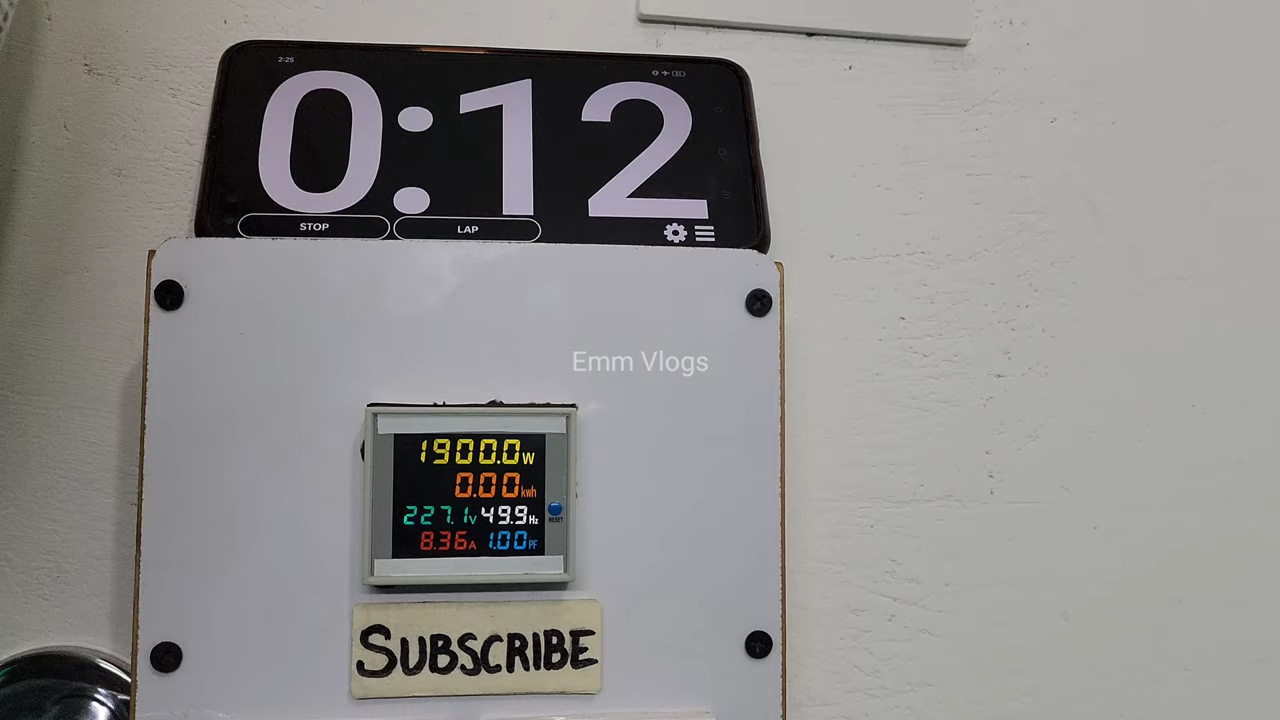 2:25
0:12
STOP
LAP
Emm Vlogs
1900.0W
0.00kwh
227.1V 49.9Hz
RESET
8.36A 1.00PF
SUBSCRIBE